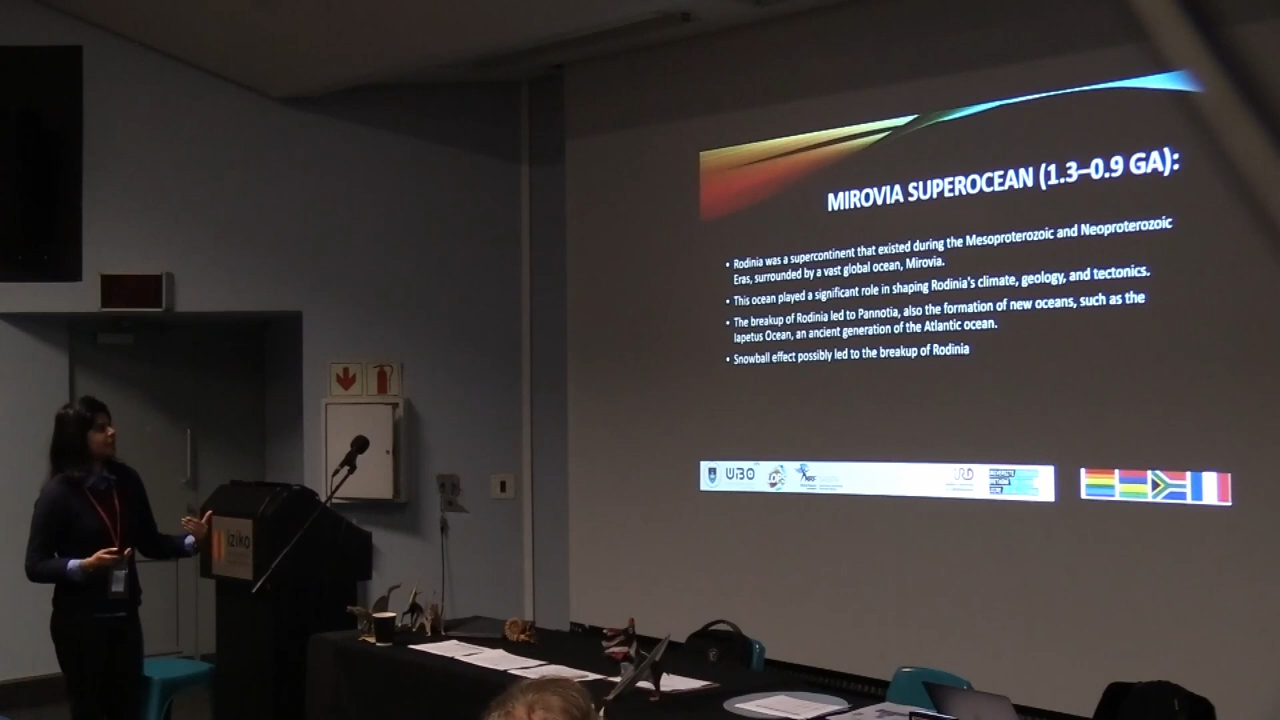 MIROVIA SUPEROCEAN (1.3–0.9 GA):
• Rodinia was a supercontinent that existed during the Mesoproterozoic and Neoproterozoic
Eras, surrounded by a vast global ocean, Mirovia.
• This ocean played a significant role in shaping Rodinia's climate, geology, and tectonics.
• The breakup of Rodinia led to Pannotia, also the formation of new oceans, such as the
Iapetus Ocean, an ancient generation of the Atlantic ocean.
• Snowball effect possibly led to the breakup of Rodinia
UBO
NRF
IRD
iziko